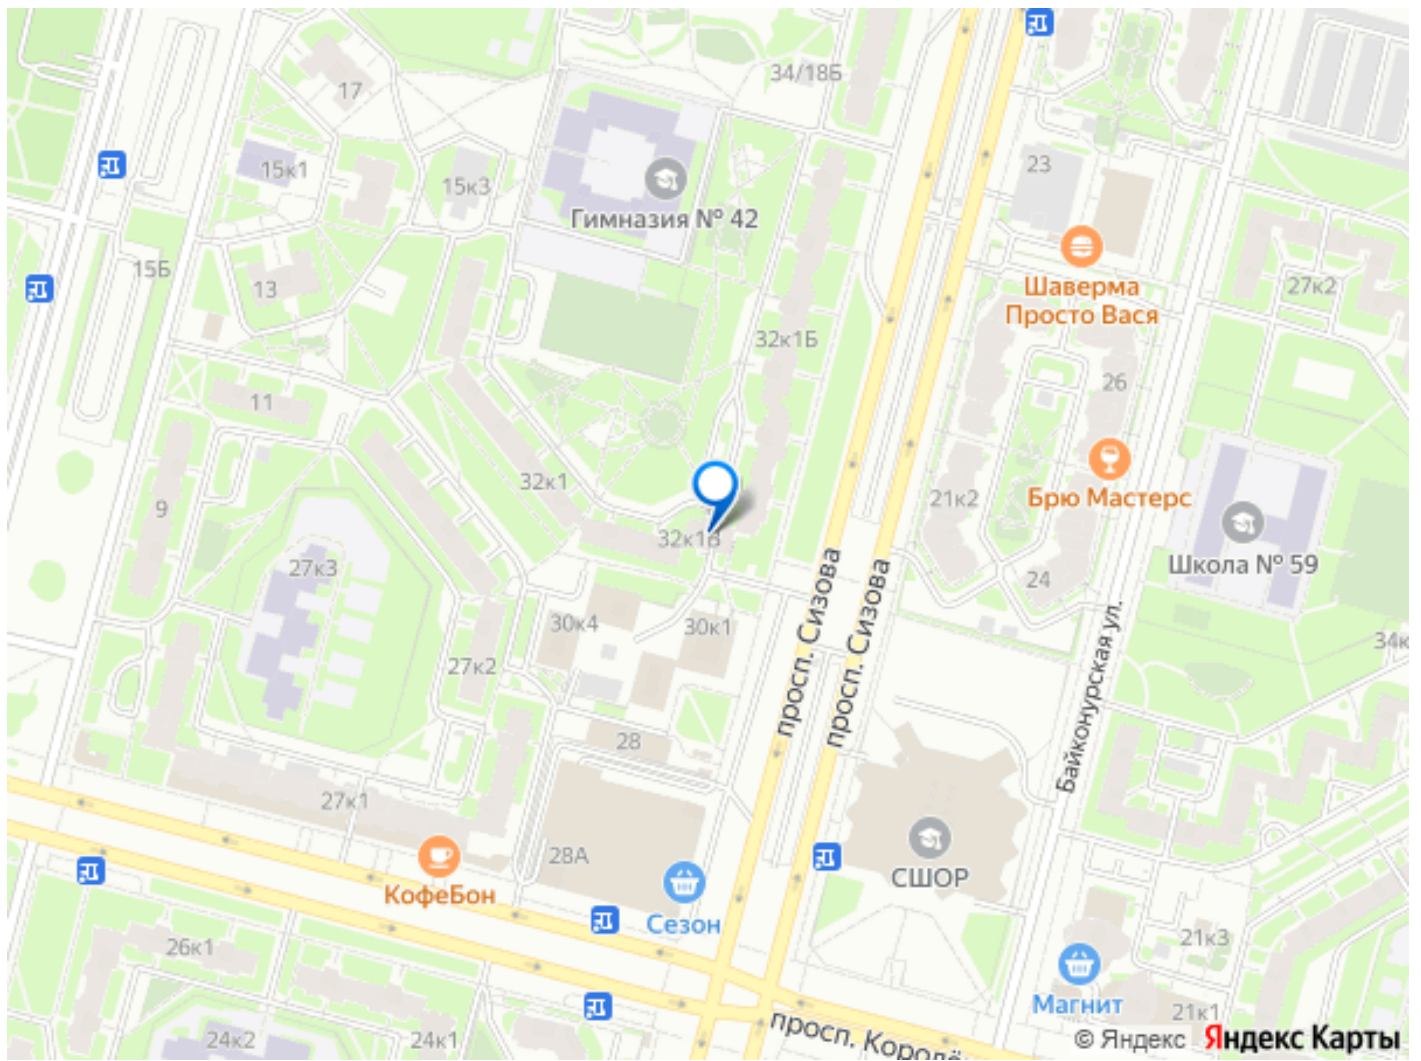 34/18Б
17
23
15к1
15к3
Гимназия № 42
15Б
13
Шаверма
Просто Вася
27к2
32к1Б
26
11
32к1
9
21к2
Брю Мастерс
32к1В
Школа № 59
27к3
24
30к4
30к1
27к2
просп. Сизова
просп. Сизова
Байконурская ул.
34к
28
27к1
28А
СШОР
КофеБон
Сезон
26к1
21к3
Магнит
21к1
24к2
24к1
просп. Королё
© Яндекс Яндекс Карты